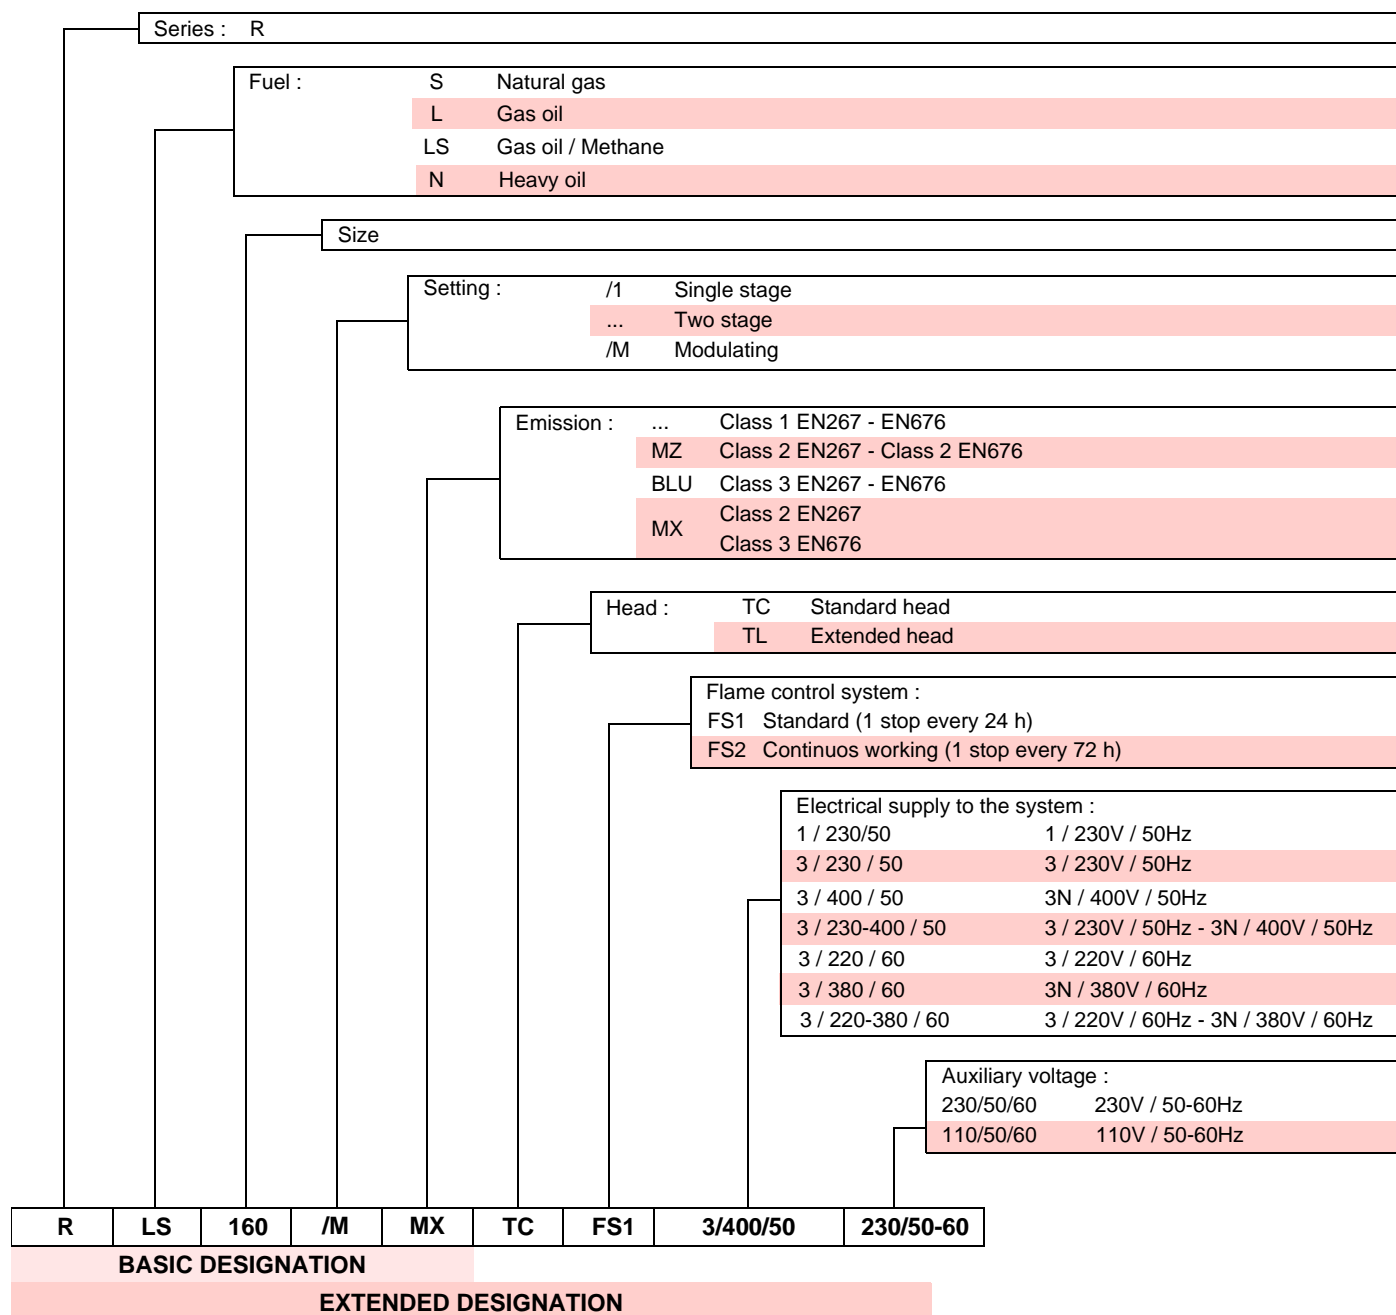 Series : R
Fuel : S Natural gas
L Gas oil
LS Gas oil / Methane
N Heavy oil
Size
Setting : /1 Single stage
... Two stage
/M Modulating
Emission : ... Class 1 EN267 - EN676
MZ Class 2 EN267 - Class 2 EN676
BLU Class 3 EN267 - EN676
MX Class 2 EN267
Class 3 EN676
Head : TC Standard head
TL Extended head
Flame control system :
FS1 Standard (1 stop every 24 h)
FS2 Continuos working (1 stop every 72 h)
Electrical supply to the system :
1 / 230/50 1 / 230V / 50Hz
3 / 230 / 50 3 / 230V / 50Hz
3 / 400 / 50 3N / 400V / 50Hz
3 / 230-400 / 50 3 / 230V / 50Hz - 3N / 400V / 50Hz
3 / 220 / 60 3 / 220V / 60Hz
3 / 380 / 60 3N / 380V / 60Hz
3 / 220-380 / 60 3 / 220V / 60Hz - 3N / 380V / 60Hz
Auxiliary voltage :
230/50/60 230V / 50-60Hz
110/50/60 110V / 50-60Hz
R LS 160 /M MX TC FS1 3/400/50 230/50-60
BASIC DESIGNATION
EXTENDED DESIGNATION